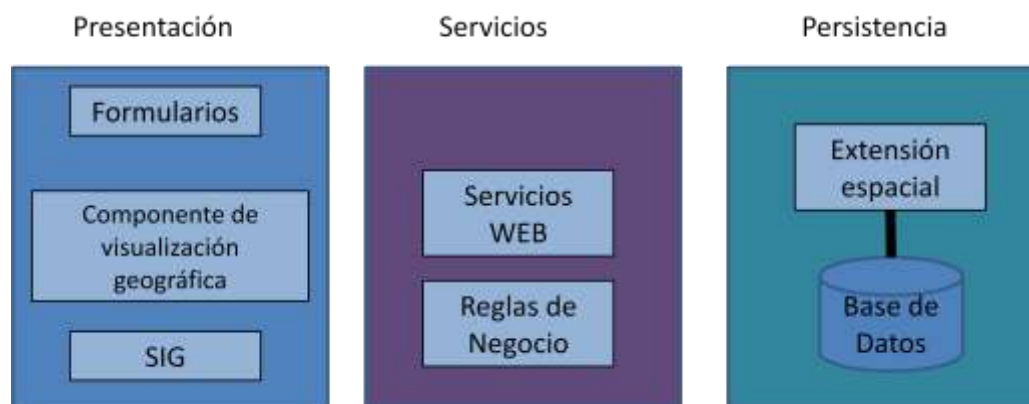 Presentación
Servicios
Persistencia
Formularios
Componente de
visualización
geográfica
SIG
Servicios
WEB
Reglas de
Negocio
Extensión
espacial
Base de
Datos